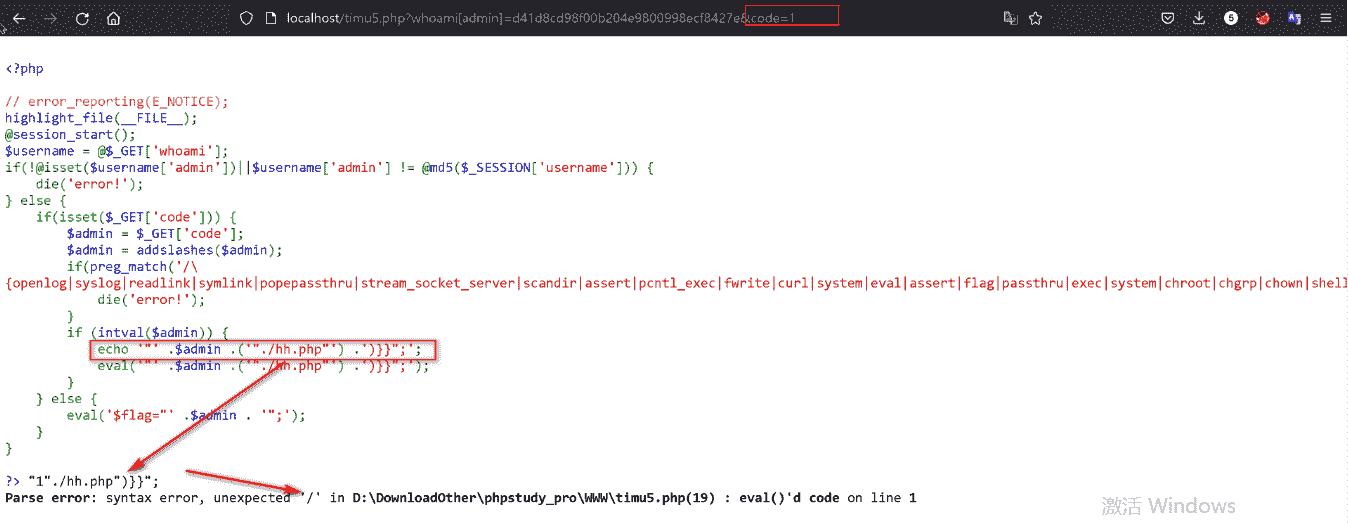 localhost/timu5.php?whoami[admin]=d41d8cd98f00b204e9800998ecf8427e&code=1
5
<?php
// error_reporting(E_NOTICE);
highlight_file(__FILE__);
@session_start();
$username = @$_GET['whoami'];
if(!@isset($username['admin'])||$username['admin'] != @md5($_SESSION['username'])) {
die('error!');
} else {
if(isset($_GET['code'])) {
$admin = $_GET['code'];
$admin = addslashes($admin);
if(preg_match('/\
{openlog|syslog|readlink|symlink|popepassthru|stream_socket_server|scandir|assert|pcntl_exec|fwrite|curl|system|eval|assert|flag|passthru|exec|system|chroot|chgrp|chown|shell
die('error!');
}
if (intval($admin)) {
echo '"' .$admin .('"./hh.php"') .')}}";';
eval('"' .$admin .('"./hh.php"') .')}}";');
}
} else {
eval('$flag="' .$admin . '";');
}
}
?> "1"./hh.php")}}";
Parse error: syntax error, unexpected '/' in D:\DownloadOther\phpstudy_pro\WWW\timu5.php(19) : eval()'d code on line 1
激活 Windows